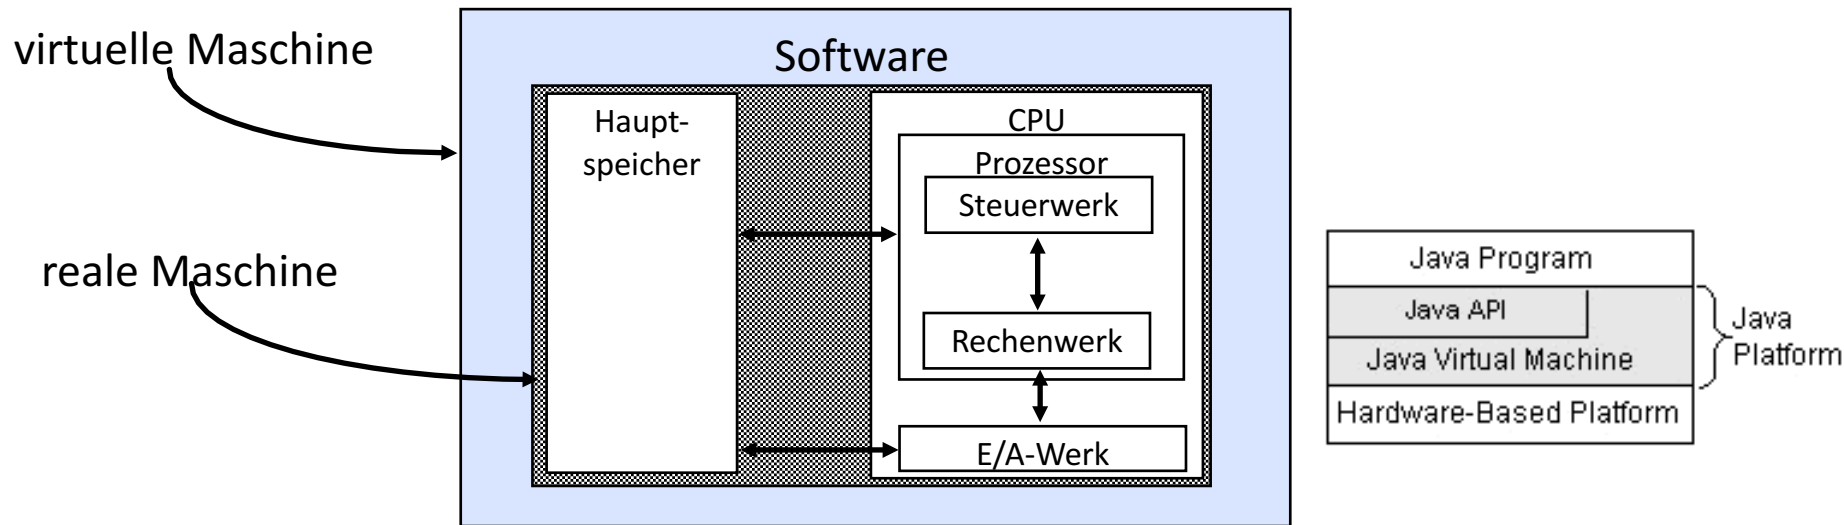 virtuelle Maschine
reale Maschine
Software
Haupt-
speicher
CPU
Prozessor
Steuerwerk
Rechenwerk
E/A-Werk
Java Program
Java API
Java Virtual Machine
Hardware-Based Platform
Java
Platform